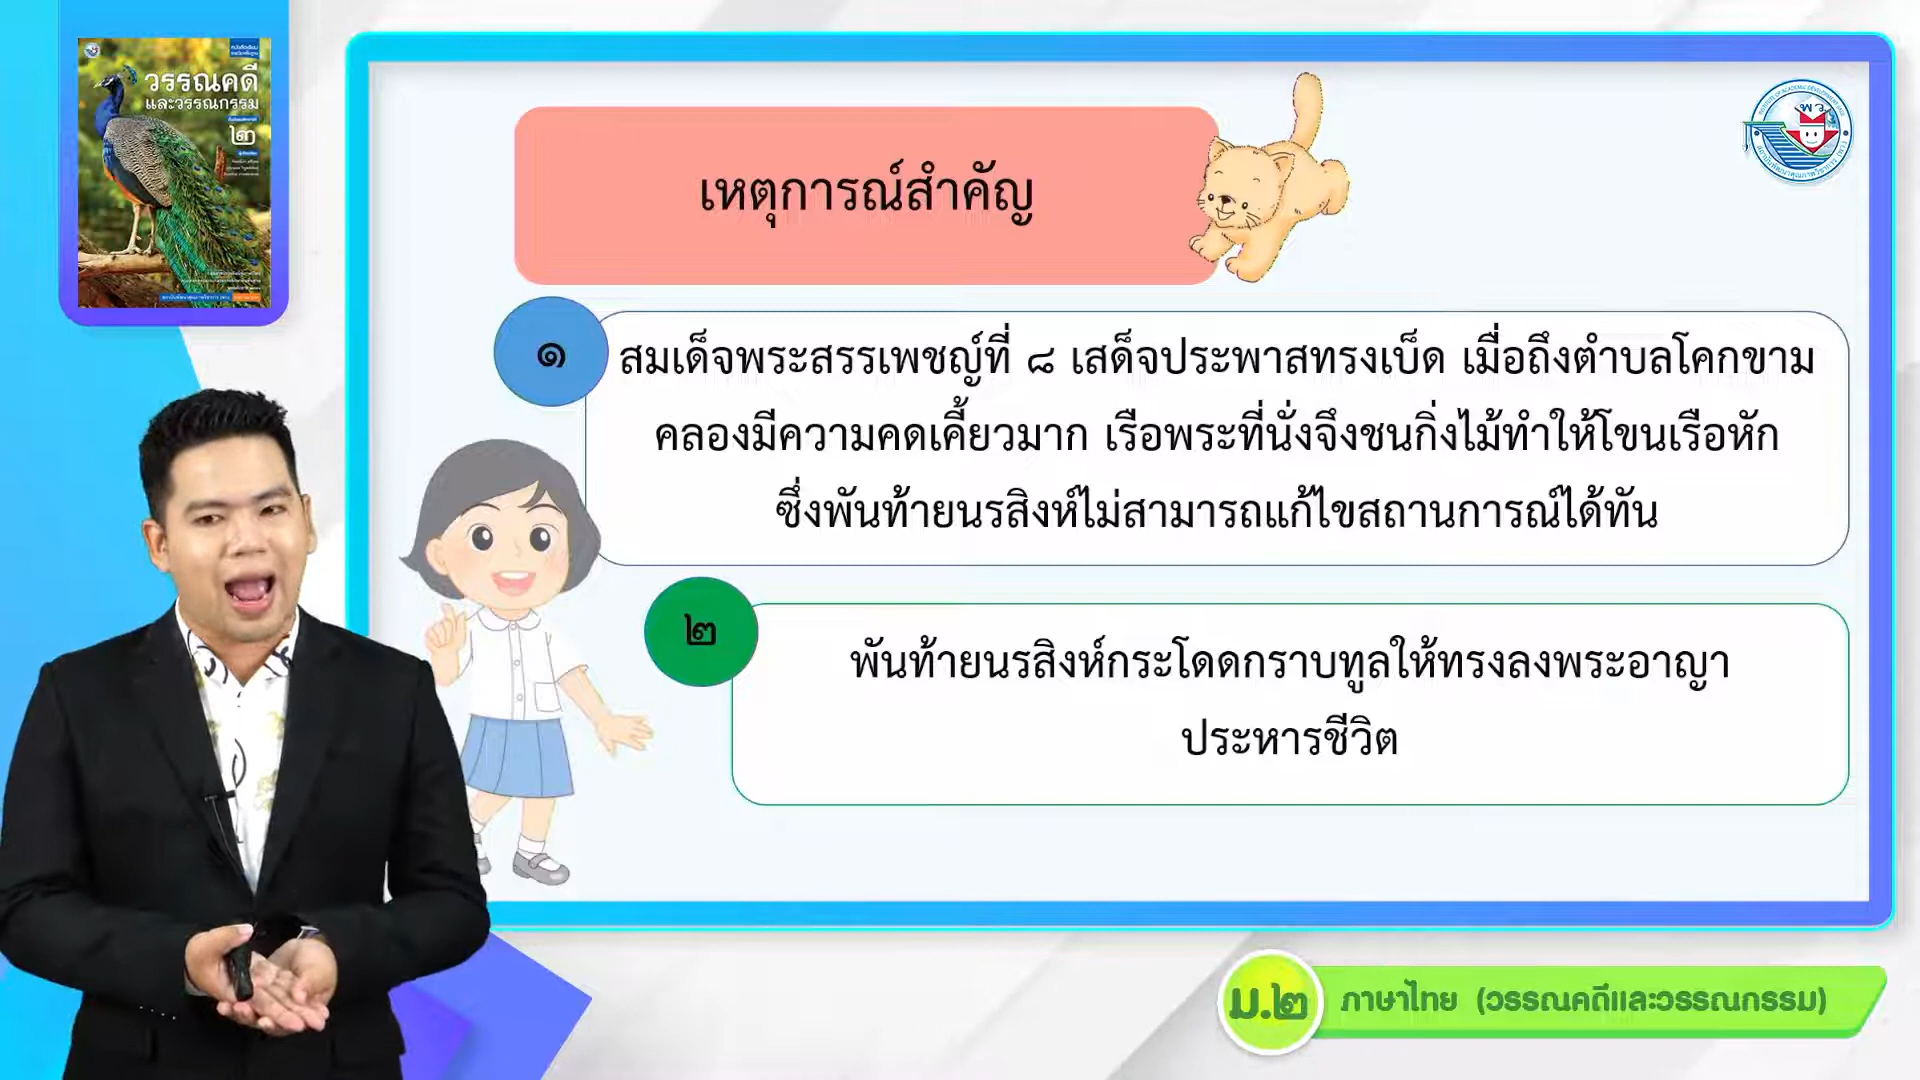 วรรณคดี
และวรรณกรรม
๒
เหตุการณ์สำคัญ
๑
สมเด็จพระสรรเพชญ์ที่ ๘ เสด็จประพาสทรงเบ็ด เมื่อถึงตำบลโคกขาม
คลองมีความคดเคี้ยวมาก เรือพระที่นั่งจึงชนกิ่งไม้ทำให้โขนเรือหัก
ซึ่งพันท้ายนรสิงห์ไม่สามารถแก้ไขสถานการณ์ได้ทัน
๒
พันท้ายนรสิงห์กระโดดกราบทูลให้ทรงลงพระอาญา
ประหารชีวิต
ม.๒
ภาษาไทย (วรรณคดีและวรรณกรรม)